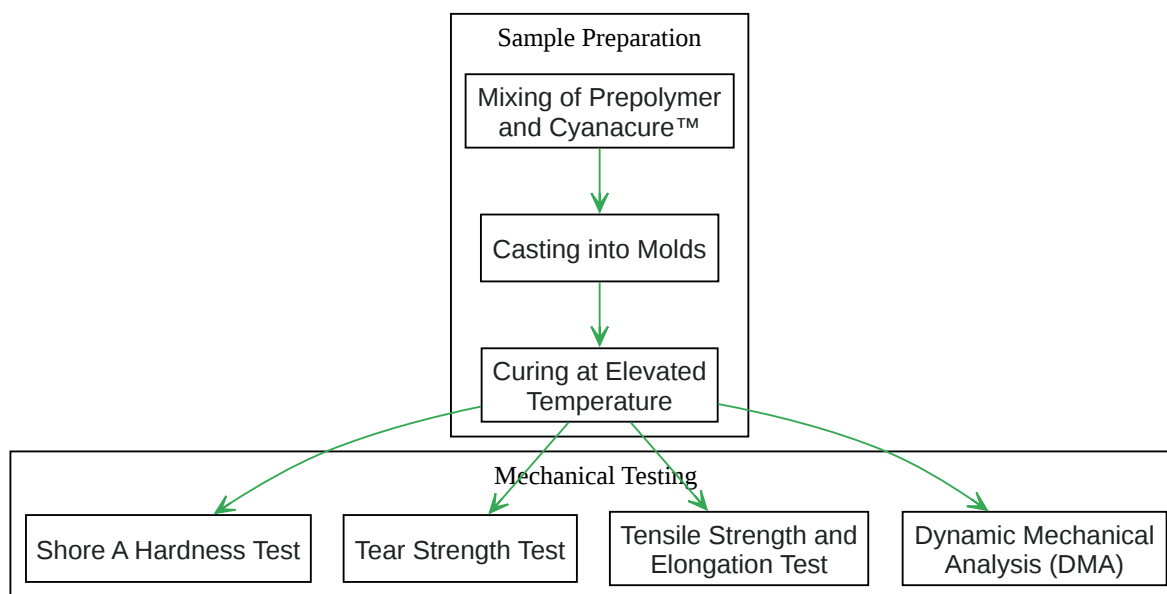 Sample Preparation
Mixing of Prepolymer
and Cyanacure™
Casting into Molds
Curing at Elevated
Temperature
Mechanical Testing
Shore A Hardness Test
Tear Strength Test
Tensile Strength and
Elongation Test
Dynamic Mechanical
Analysis (DMA)